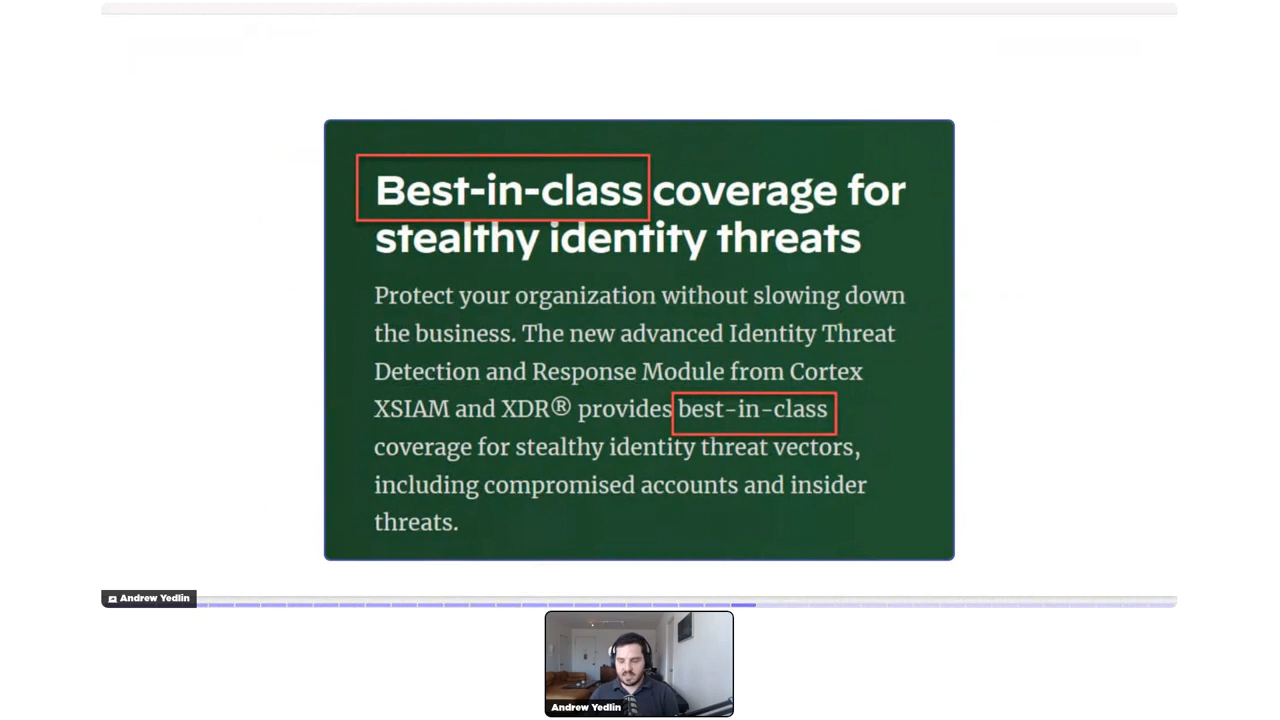 Best-in-class coverage for
stealthy identity threats
Protect your organization without slowing down
the business. The new advanced Identity Threat
Detection and Response Module from Cortex
XSIAM and XDR® provides best-in-class
coverage for stealthy identity threat vectors,
including compromised accounts and insider
threats.
Andrew Yedlin
Andrew Yedlin